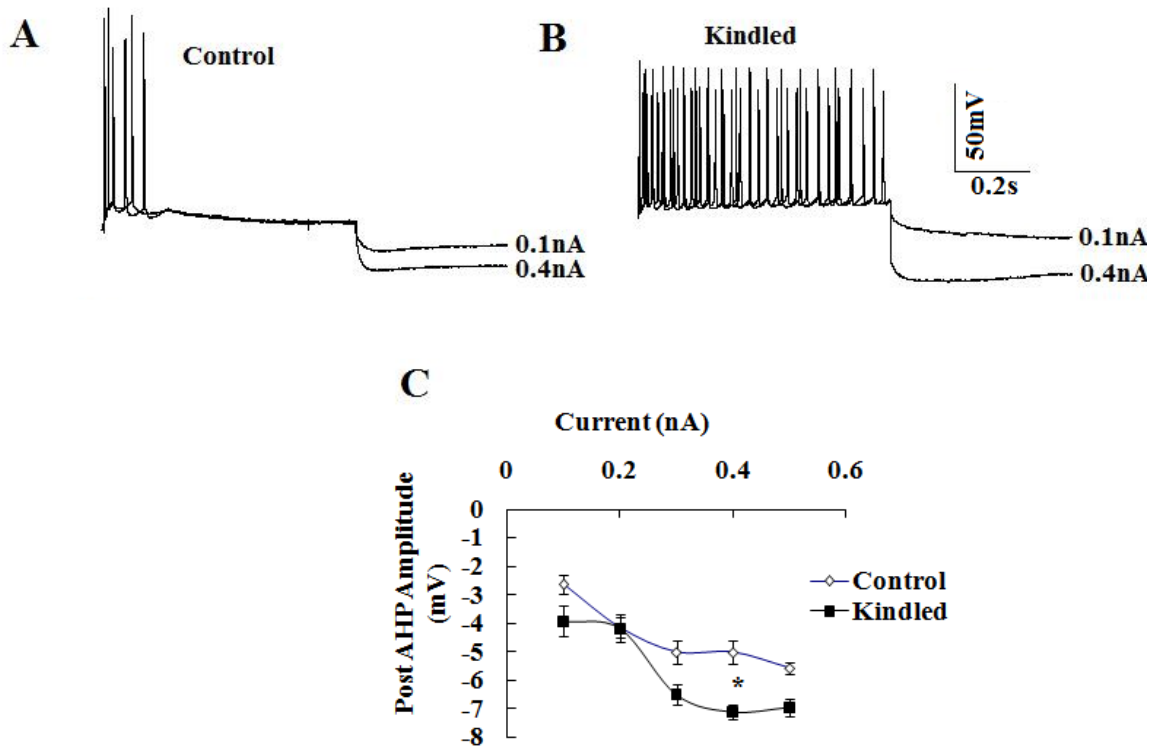 A
Control
0.1nA
0.4nA
B
Kindled
50mV
0.2s
0.1nA
0.4nA
C
Current (nA)
0 0.2 0.4 0.6
Post AHP Amplitude
(mV)
0
-1
-2
-3
-4
-5
-6
-7
-8
*
Control
Kindled